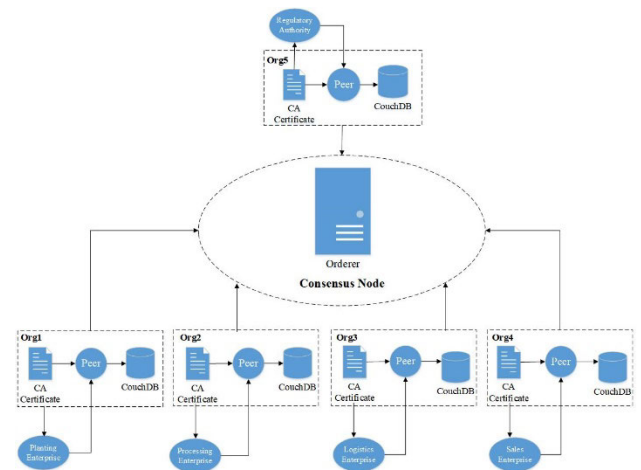 Regulatory
Authority
Org5
Peer
CA
Certificate
CouchDB
Orderer
Consensus Node
Org1
Peer
CA
Certificate
CouchDB
Planting
Enterprise
Org2
Peer
CA
Certificate
CouchDB
Processing
Enterprise
Org3
Peer
CA
Certificate
CouchDB
Logistics
Enterprise
Org4
Peer
CA
Certificate
CouchDB
Sales
Enterprise